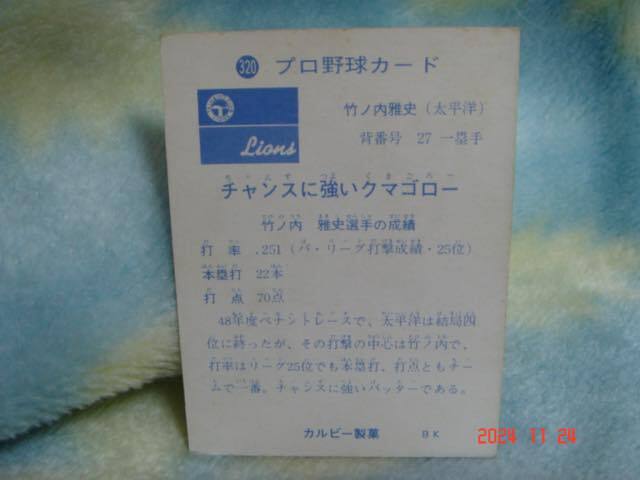 320 プロ野球カード
竹ノ内雅史(太平洋)
背番号 27 一塁手
Lions
チャンスに強いクマゴロー
竹ノ内 雅史選手の成績
打率 .251(パ・リーグ打撃成績・25位)
本塁打 22本
打点 70点
48年度ペナントレースで、太平洋は結局四
位に終ったが、その打撃の中心は竹ノ内で、
打率はリーグ25位でも本塁打、打点ともチー
ムで一番。チャンスに強いバッターである。
カルビー製菓 BK
2024 11 24